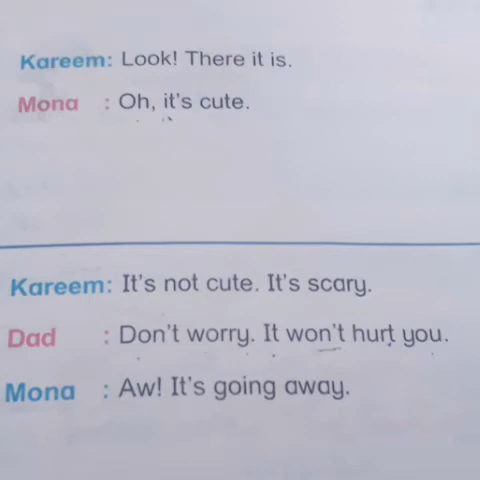 Kareem: Look! There it is.
Mona : Oh, it's cute.
Kareem: It's not cute. It's scary.
Dad : Don't worry. It won't hurt you.
Mona : Aw! It's going away.